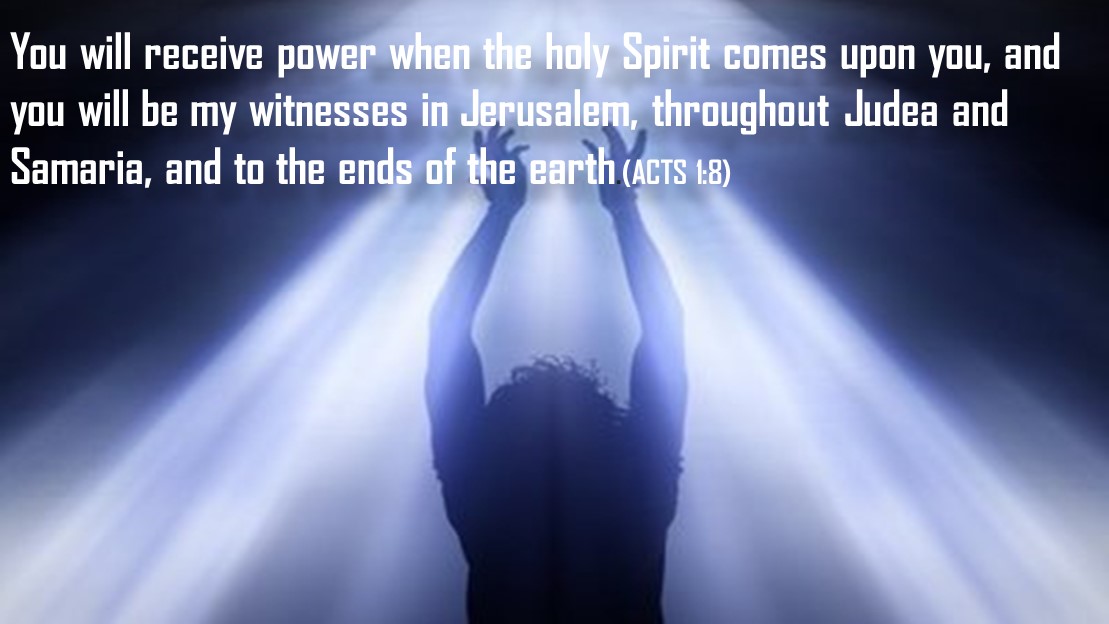 You will receive power when the holy Spirit comes upon you, and
you will be my witnesses in Jerusalem, throughout Judea and
Samaria, and to the ends of the earth.(ACTS 1:8)